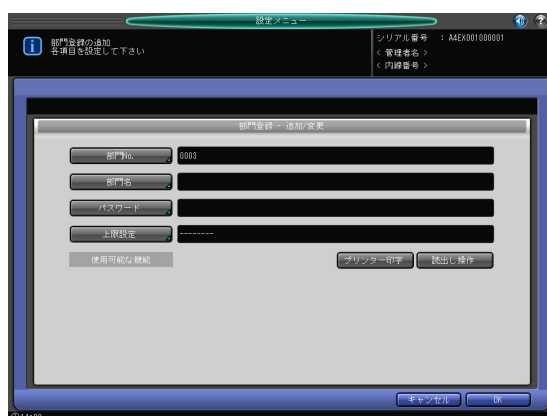 設定メニュー
部門登録の追加
各項目を設定して下さい
シリアル番号 : A4EX001000001
< 管理者名 >
< 内線番号 >
部門登録 - 追加/変更
部門No. 0003
部門名
パスワード
上限設定 --------
使用可能な機能 プリンター印字 読出し操作
キャンセル OK